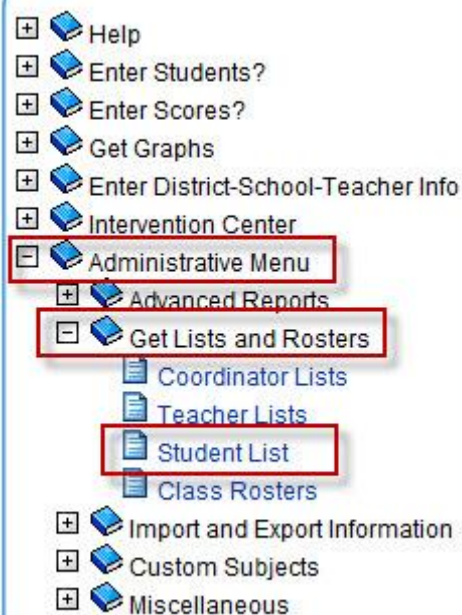 Help
Enter Students?
Enter Scores?
Get Graphs
Enter District-School-Teacher Info
Intervention Center
Administrative Menu
Advanced Reports
Get Lists and Rosters
Coordinator Lists
Teacher Lists
Student List
Class Rosters
Import and Export Information
Custom Subjects
Miscellaneous